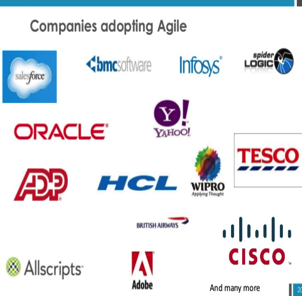 Companies adopting Agile
salesforce
bmcsoftware
Infosys
spider
LOGIC
ORACLE
Y!
YAHOO!
TESCO
ADP
HCL
WIPRO
Applying Thought
BRITISH AIRWAYS
Allscripts
Adobe
CISCO
And many more